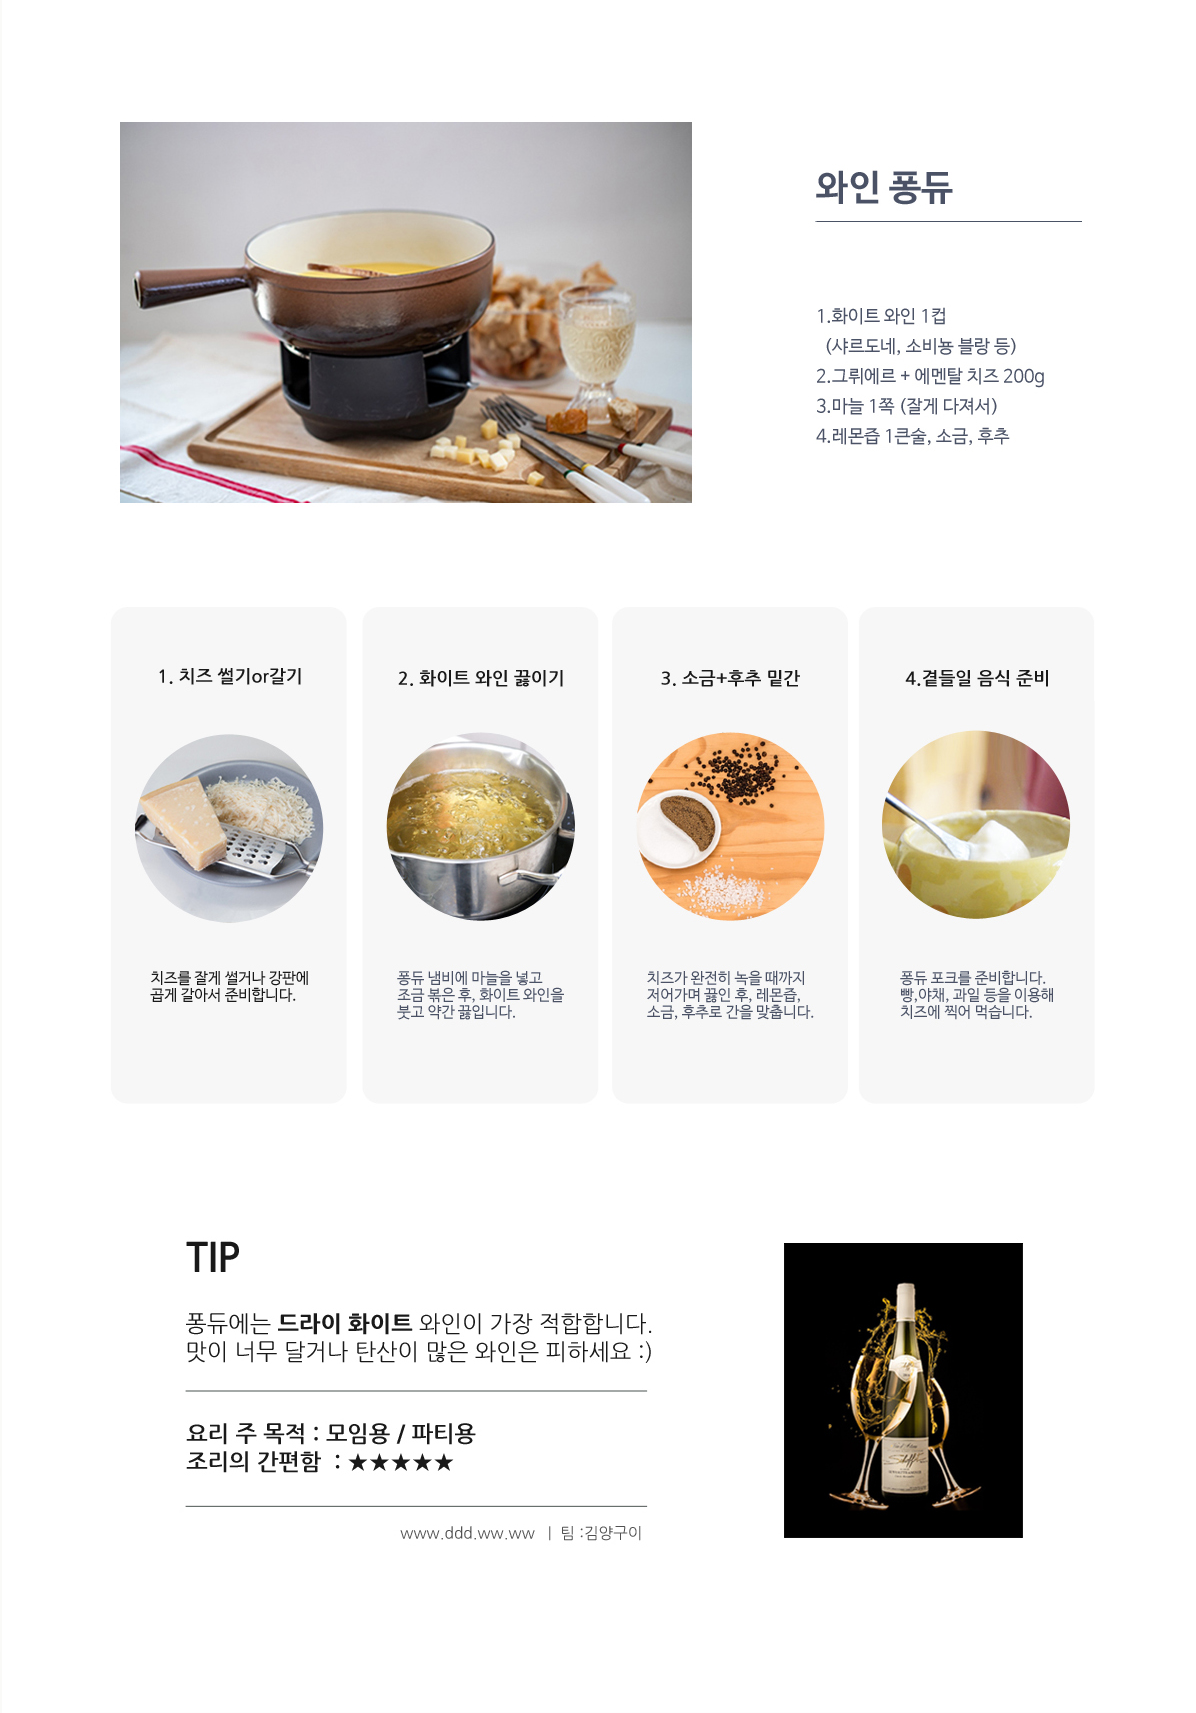 와인 퐁듀
1.화이트 와인 1컵
(샤르도네, 소비뇽 블랑 등)
2.그뤼에르 + 에멘탈 치즈 200g
3.마늘 1쪽 (잘게 다져서)
4.레몬즙 1큰술, 소금, 후추
1. 치즈 썰기or갈기
치즈를 잘게 썰거나 강판에
곱게 갈아서 준비합니다.
2. 화이트 와인 끓이기
퐁듀 냄비에 마늘을 넣고
조금 볶은 후, 화이트 와인을
붓고 약간 끓입니다.
3. 소금+후추 밑간
치즈가 완전히 녹을 때까지
저어가며 끓인 후, 레몬즙,
소금, 후추로 간을 맞춥니다.
4.곁들일 음식 준비
퐁듀 포크를 준비합니다.
빵,야채, 과일 등을 이용해
치즈에 찍어 먹습니다.
TIP
퐁듀에는 드라이 화이트 와인이 가장 적합합니다.
맛이 너무 달거나 탄산이 많은 와인은 피하세요 :)
요리 주 목적 : 모임용 / 파티용
조리의 간편함 : ★★★★★
www.ddd.ww.ww | 팀 :김양구이